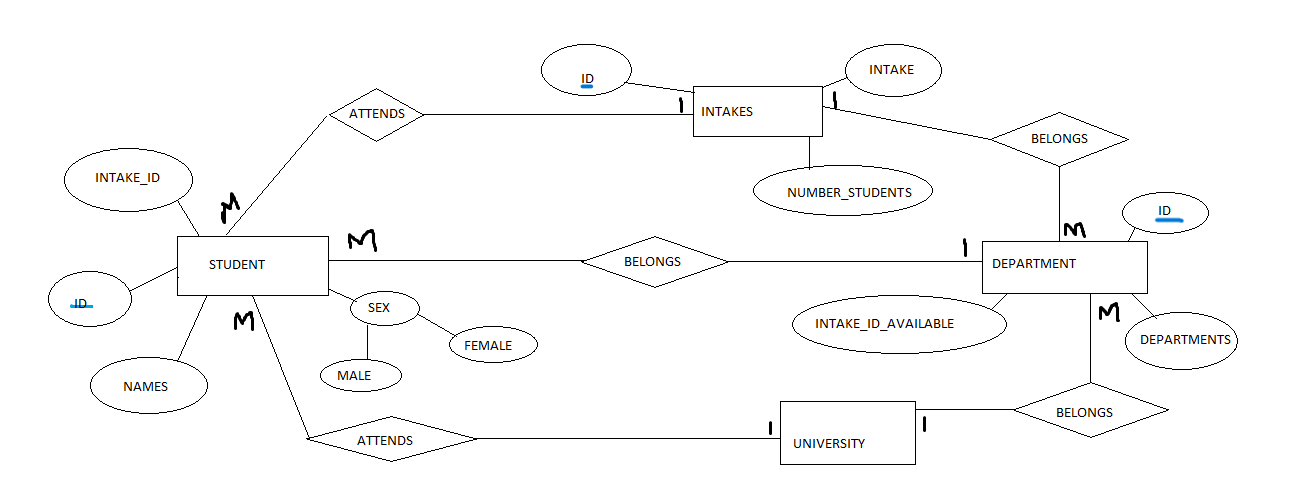 ID
INTAKE
ATTENDS
1
INTAKES
1
BELONGS
INTAKE_ID
NUMBER_STUDENTS
M
M
ID
STUDENT
M
BELONGS
1
DEPARTMENT
ID
SEX
INTAKE_ID_AVAILABLE
M
M
FEMALE
DEPARTMENTS
MALE
NAMES
ATTENDS
1
UNIVERSITY
1
BELONGS